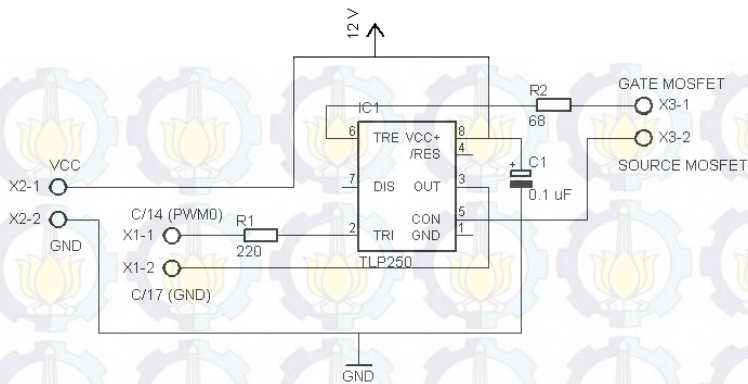 12 V
R2
GATE MOSFET
X3-1
68
X3-2
SOURCE MOSFET
IC1
6 TRE VCC+ 8
/RES 4
7 DIS OUT 3
CON 5
2 TRI GND 1
TLP250
+ C1
0.1 uF
VCC
X2-1
X2-2
GND
C/14 (PWM0)
X1-1
R1
220
X1-2
C/17 (GND)
GND